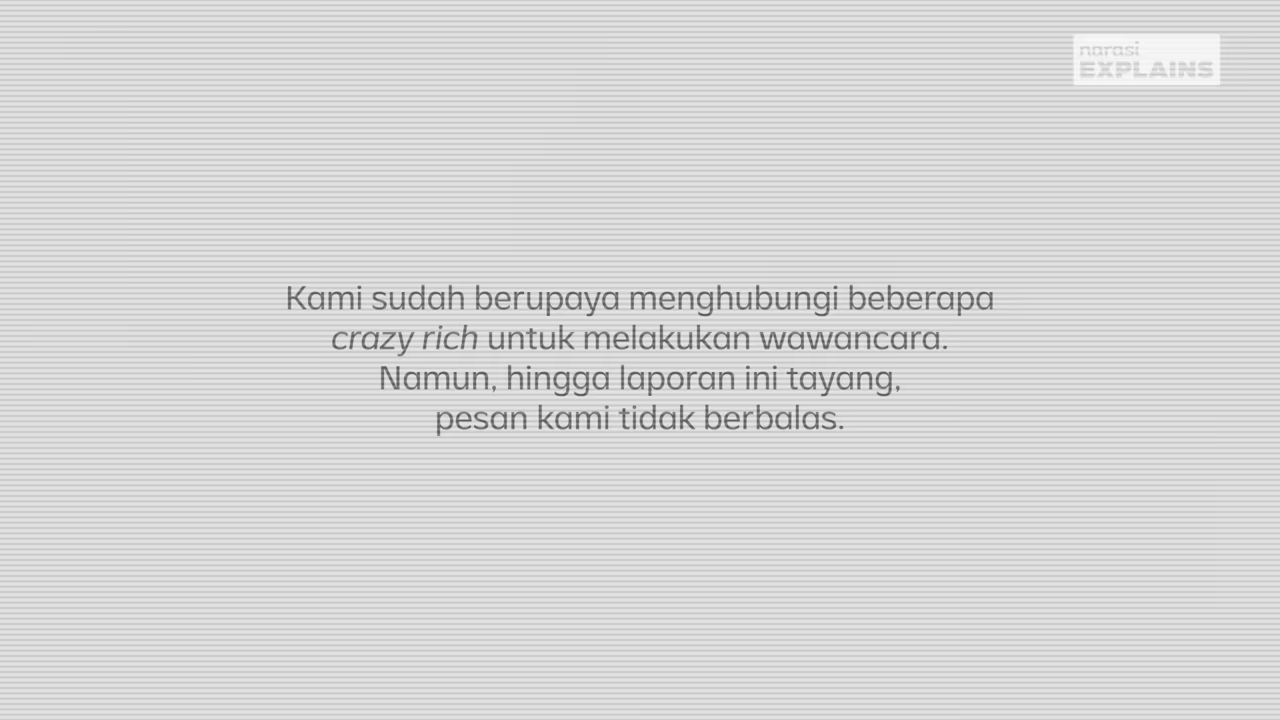 narasi
EXPLAINS
Kami sudah berupaya menghubungi beberapa
crazy rich untuk melakukan wawancara.
Namun, hingga laporan ini tayang,
pesan kami tidak berbalas.